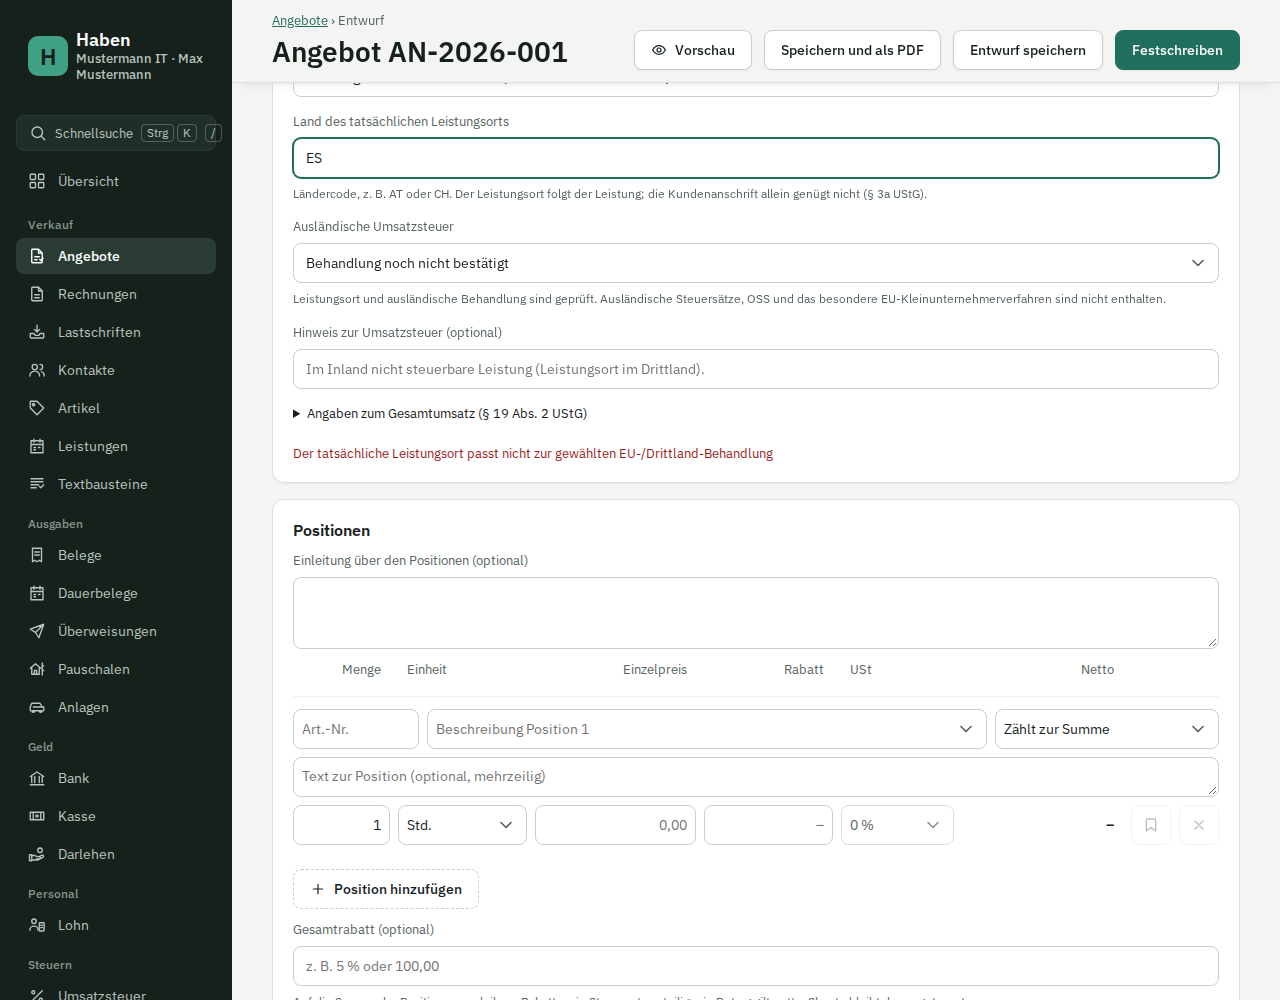 H
Haben
Mustermann IT · Max
Mustermann
Schnellsuche Strg K /
Übersicht
Verkauf
Angebote
Rechnungen
Lastschriften
Kontakte
Artikel
Leistungen
Textbausteine
Ausgaben
Belege
Dauerbelege
Überweisungen
Pauschalen
Anlagen
Geld
Bank
Kasse
Darlehen
Personal
Lohn
Steuern
Umsatzsteuer
Angebote › Entwurf
Angebot AN-2026-001
Vorschau
Speichern und als PDF
Entwurf speichern
Festschreiben
Land des tatsächlichen Leistungsorts
ES
Ländercode, z. B. AT oder CH. Der Leistungsort folgt der Leistung; die Kundenanschrift allein genügt nicht (§ 3a UStG).
Ausländische Umsatzsteuer
Behandlung noch nicht bestätigt
Leistungsort und ausländische Behandlung sind geprüft. Ausländische Steuersätze, OSS und das besondere EU-Kleinunternehmerverfahren sind nicht enthalten.
Hinweis zur Umsatzsteuer (optional)
Im Inland nicht steuerbare Leistung (Leistungsort im Drittland).
Angaben zum Gesamtumsatz (§ 19 Abs. 2 UStG)
Der tatsächliche Leistungsort passt nicht zur gewählten EU-/Drittland-Behandlung
Positionen
Einleitung über den Positionen (optional)
Menge Einheit Einzelpreis Rabatt USt Netto
Art.-Nr. Beschreibung Position 1 Zählt zur Summe
Text zur Position (optional, mehrzeilig)
1 Std. 0,00 – 0 % –
Position hinzufügen
Gesamtrabatt (optional)
z. B. 5 % oder 100,00